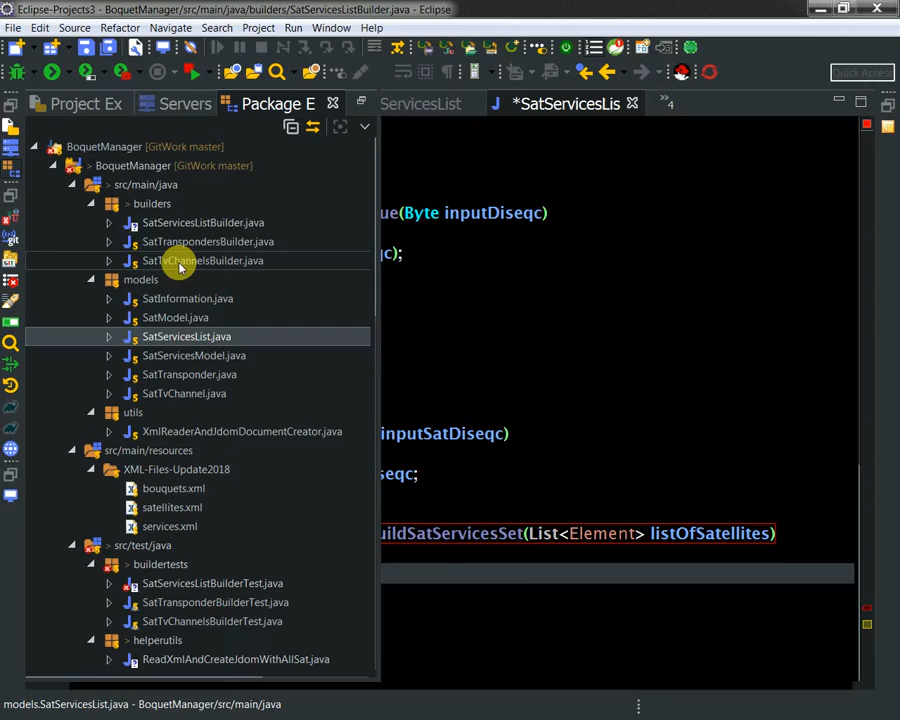 Eclipse-Projects3 - BoquetManager/src/main/java/builders/SatServicesListBuilder.java - Eclipse
File Edit Source Refactor Navigate Search Project Run Window Help
Quick Access
Project Ex Servers Package E ServicesList *SatServicesLis 4
BoquetManager [GitWork master]
> BoquetManager [GitWork master]
> src/main/java
> builders
SatServicesListBuilder.java
SatTranspondersBuilder.java
SatTvChannelsBuilder.java
models
SatInformation.java
SatModel.java
SatServicesList.java
SatServicesModel.java
SatTransponder.java
SatTvChannel.java
utils
XmlReaderAndJdomDocumentCreator.java
src/main/resources
XML-Files-Update2018
bouquets.xml
satellites.xml
services.xml
> src/test/java
> buildertests
SatServicesListBuilderTest.java
SatTransponderBuilderTest.java
SatTvChannelsBuilderTest.java
> helperutils
ReadXmlAndCreateJdomWithAllSat.java
ue(Byte inputDiseqc)
qc);
inputSatDiseqc)
seqc;
uildSatServicesSet(List<Element> listOfSatellites)
models.SatServicesList.java - BoquetManager/src/main/java